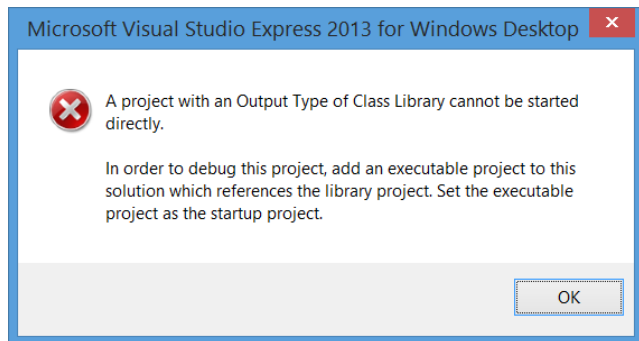 Microsoft Visual Studio Express 2013 for Windows Desktop
A project with an Output Type of Class Library cannot be started
directly.
In order to debug this project, add an executable project to this
solution which references the library project. Set the executable
project as the startup project.
OK